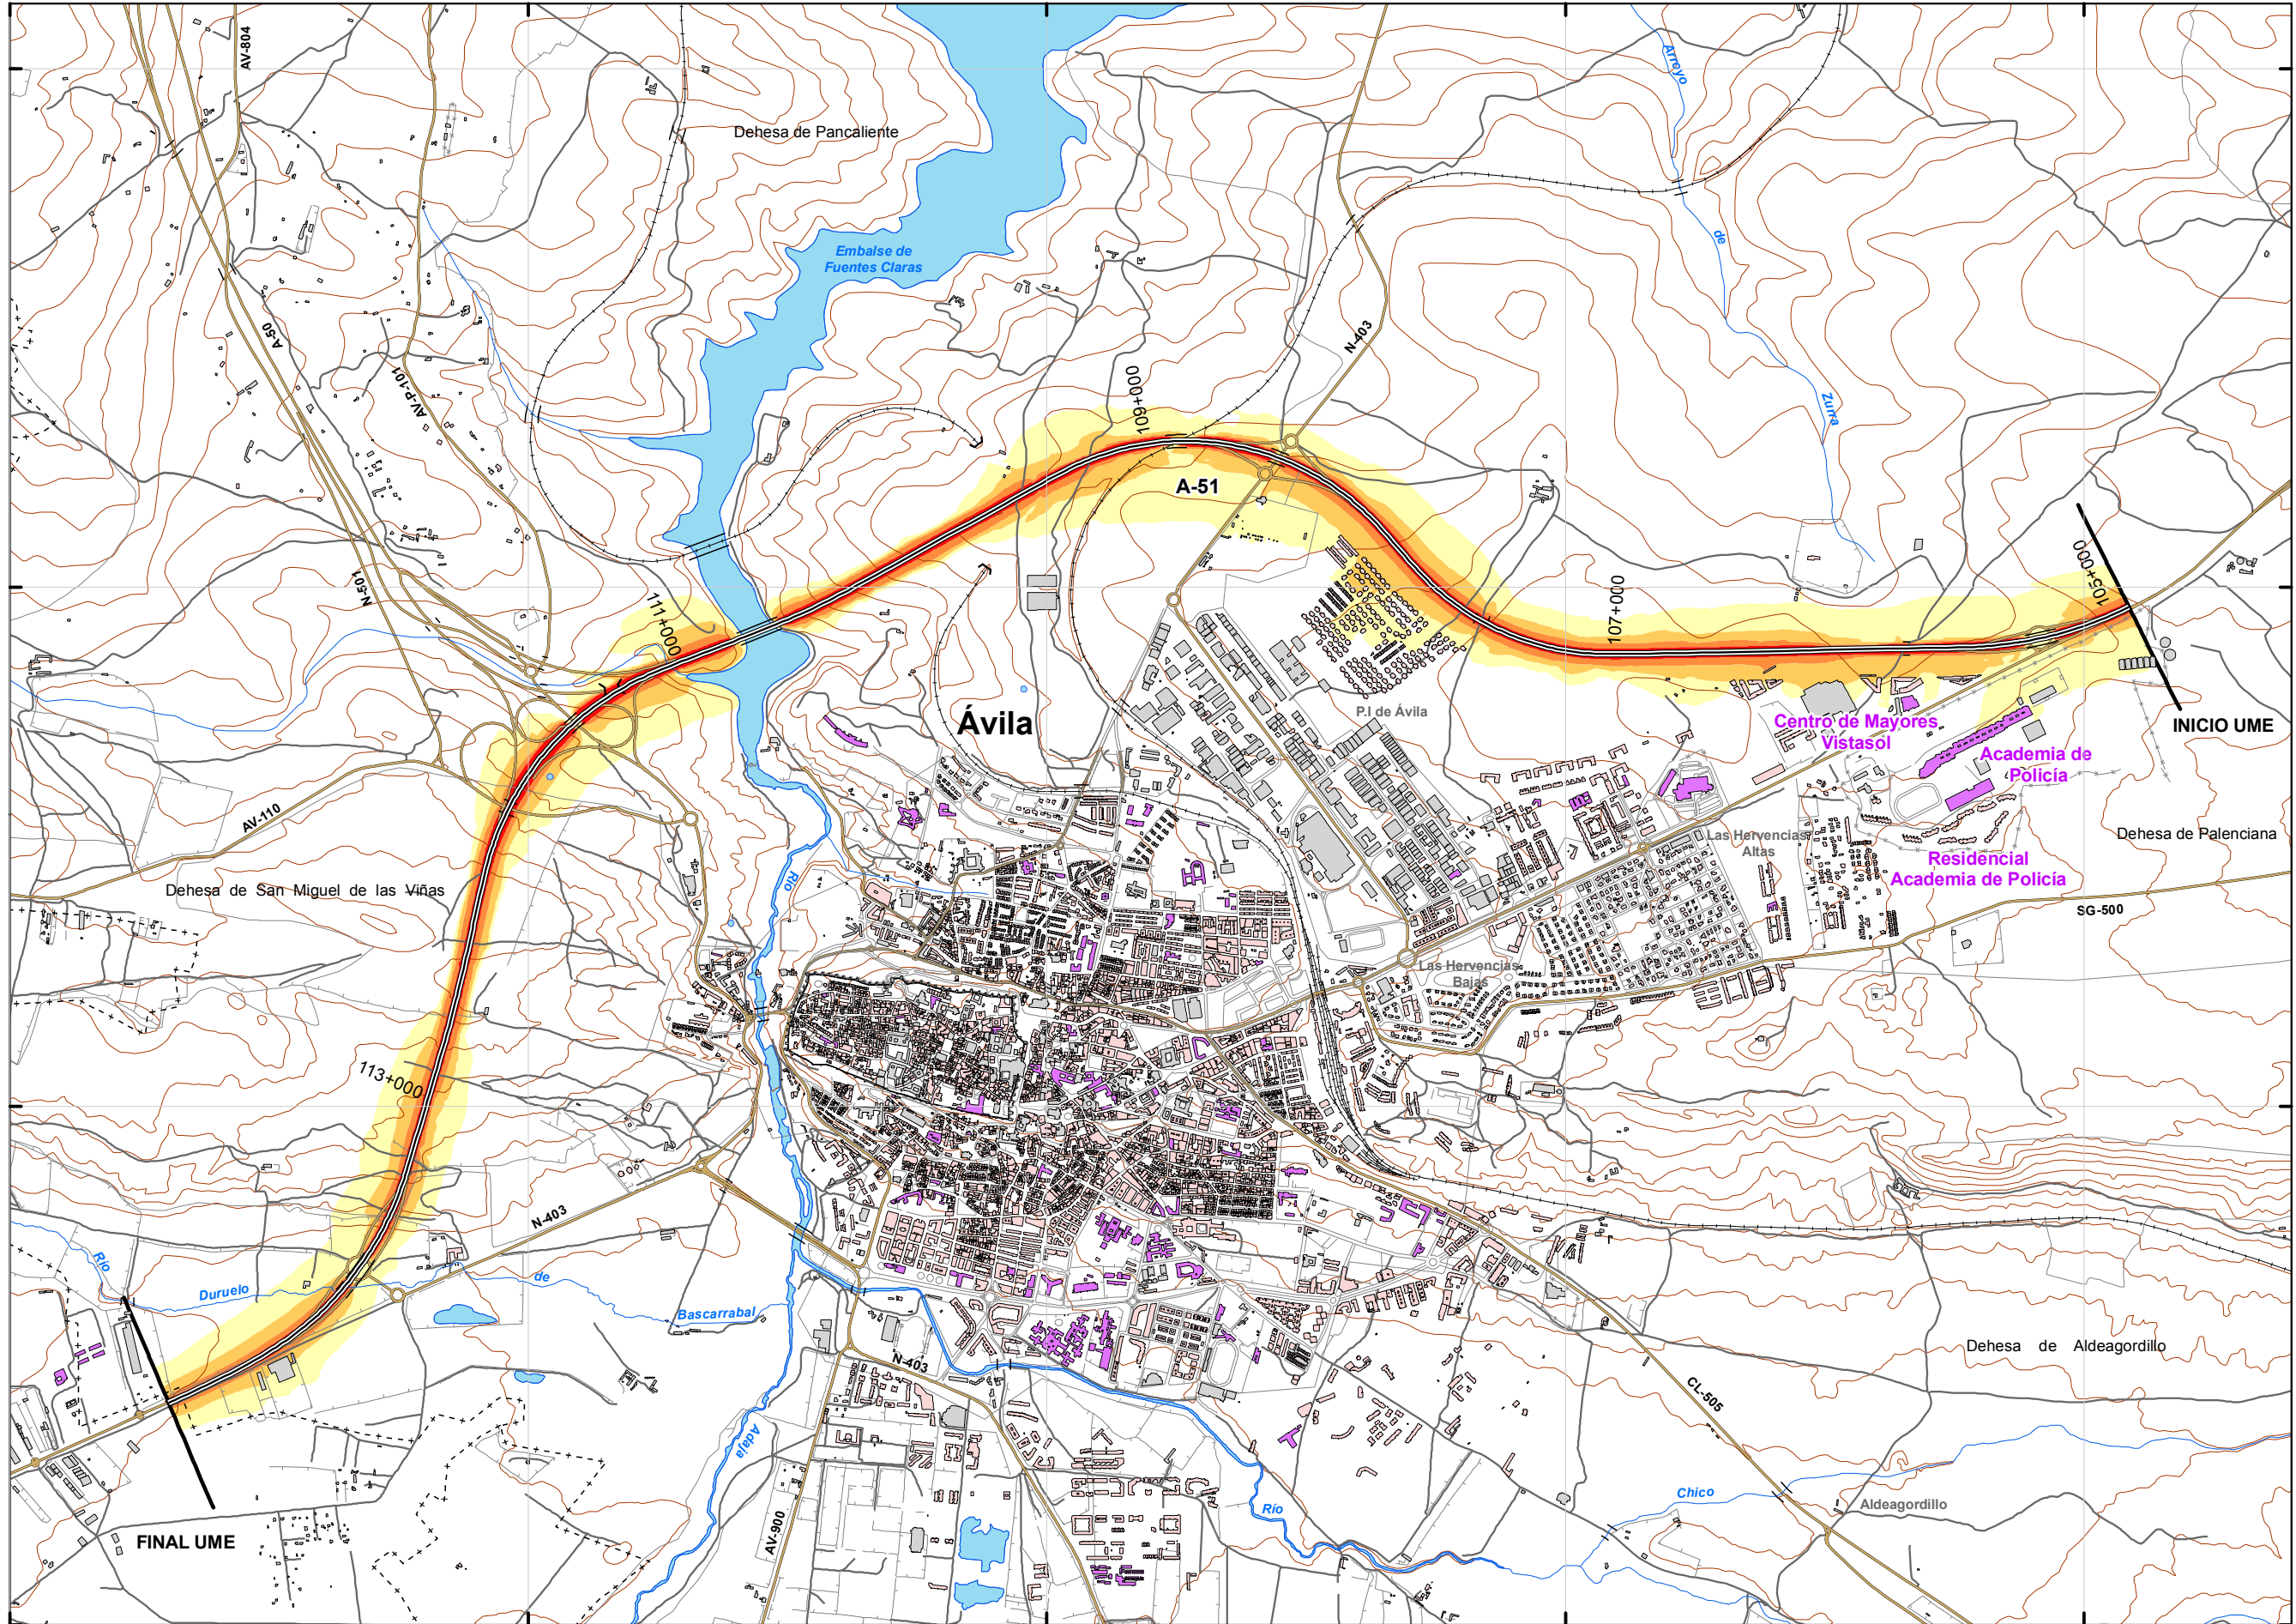 AV-804
Arroyo
Dehesa de Pancaliente
de
Embalse de
Fuentes Claras
A-50
N-403
AV-P-101
109+000
Zurra
A-51
N-501
111+000
107+000
105+000
INICIO UME
Ávila
P.I de Ávila
Centro de Mayores
Vistasol
Academia de
Policía
AV-110
Las Hervencias
Altas
Dehesa de Palenciana
Residencial
Academia de Policía
Dehesa de San Miguel de las Viñas
Río
SG-500
Las Hervencias
Bajas
113+000
N-403
Río
Duruelo
de
Bascarrabal
N-403
Dehesa de Aldeagordillo
CL-505
Adaja
Chico
Río
Aldeagordillo
AV-900
FINAL UME